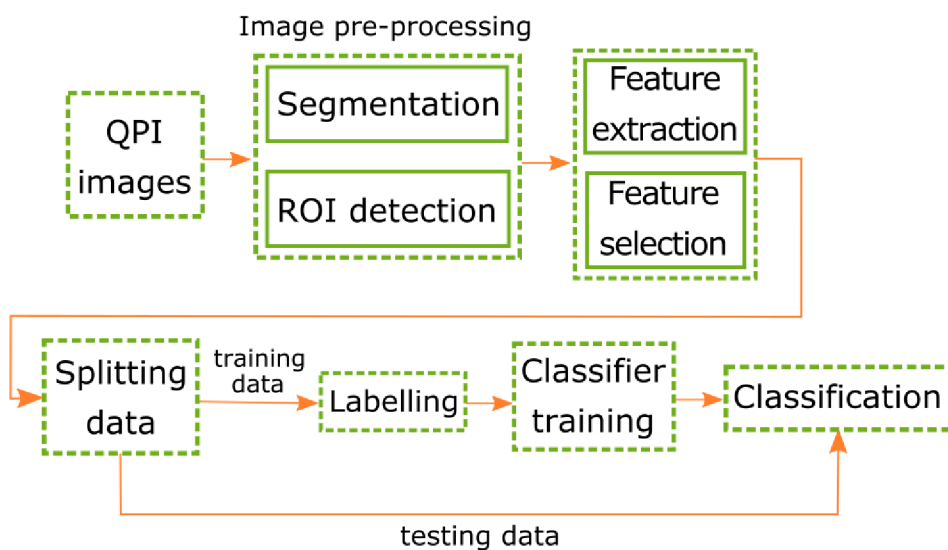 Image pre-processing
QPI
images
Segmentation
ROI detection
Feature
extraction
Feature
selection
Splitting
data
training
data
Labelling
Classifier
training
Classification
testing data